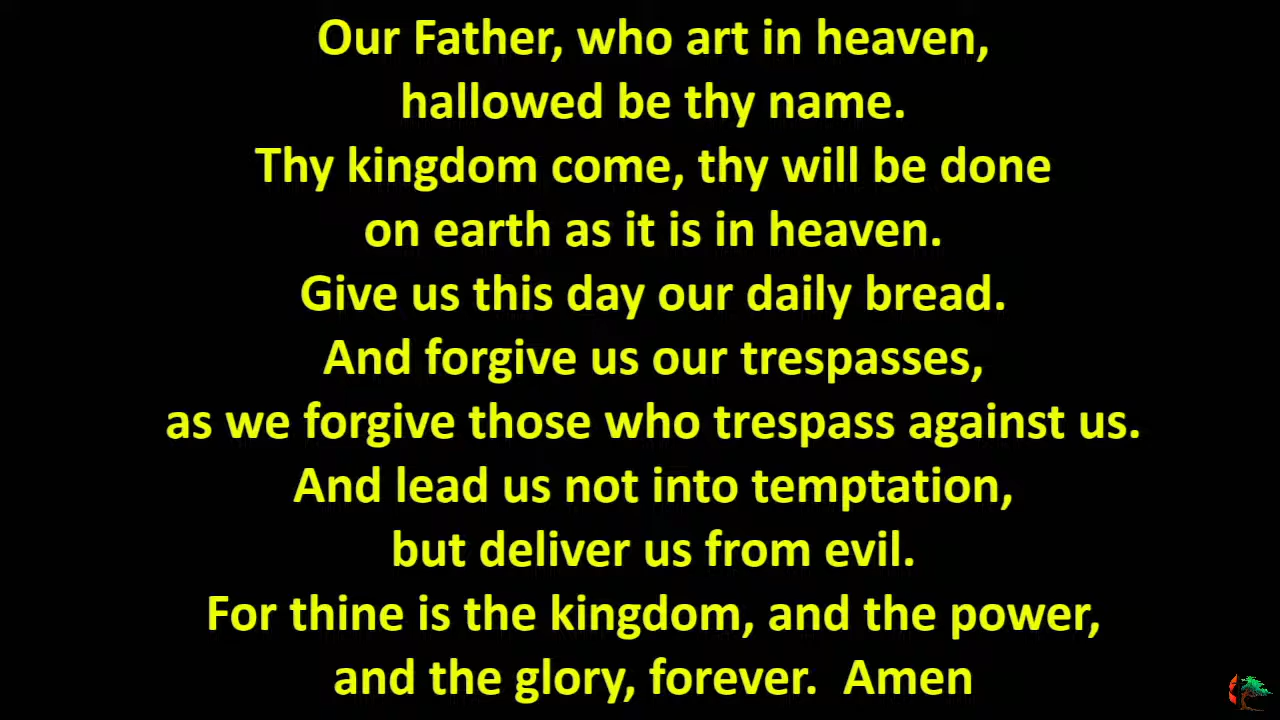 Our Father, who art in heaven,
hallowed be thy name.
Thy kingdom come, thy will be done
on earth as it is in heaven.
Give us this day our daily bread.
And forgive us our trespasses,
as we forgive those who trespass against us.
And lead us not into temptation,
but deliver us from evil.
For thine is the kingdom, and the power,
and the glory, forever.  Amen